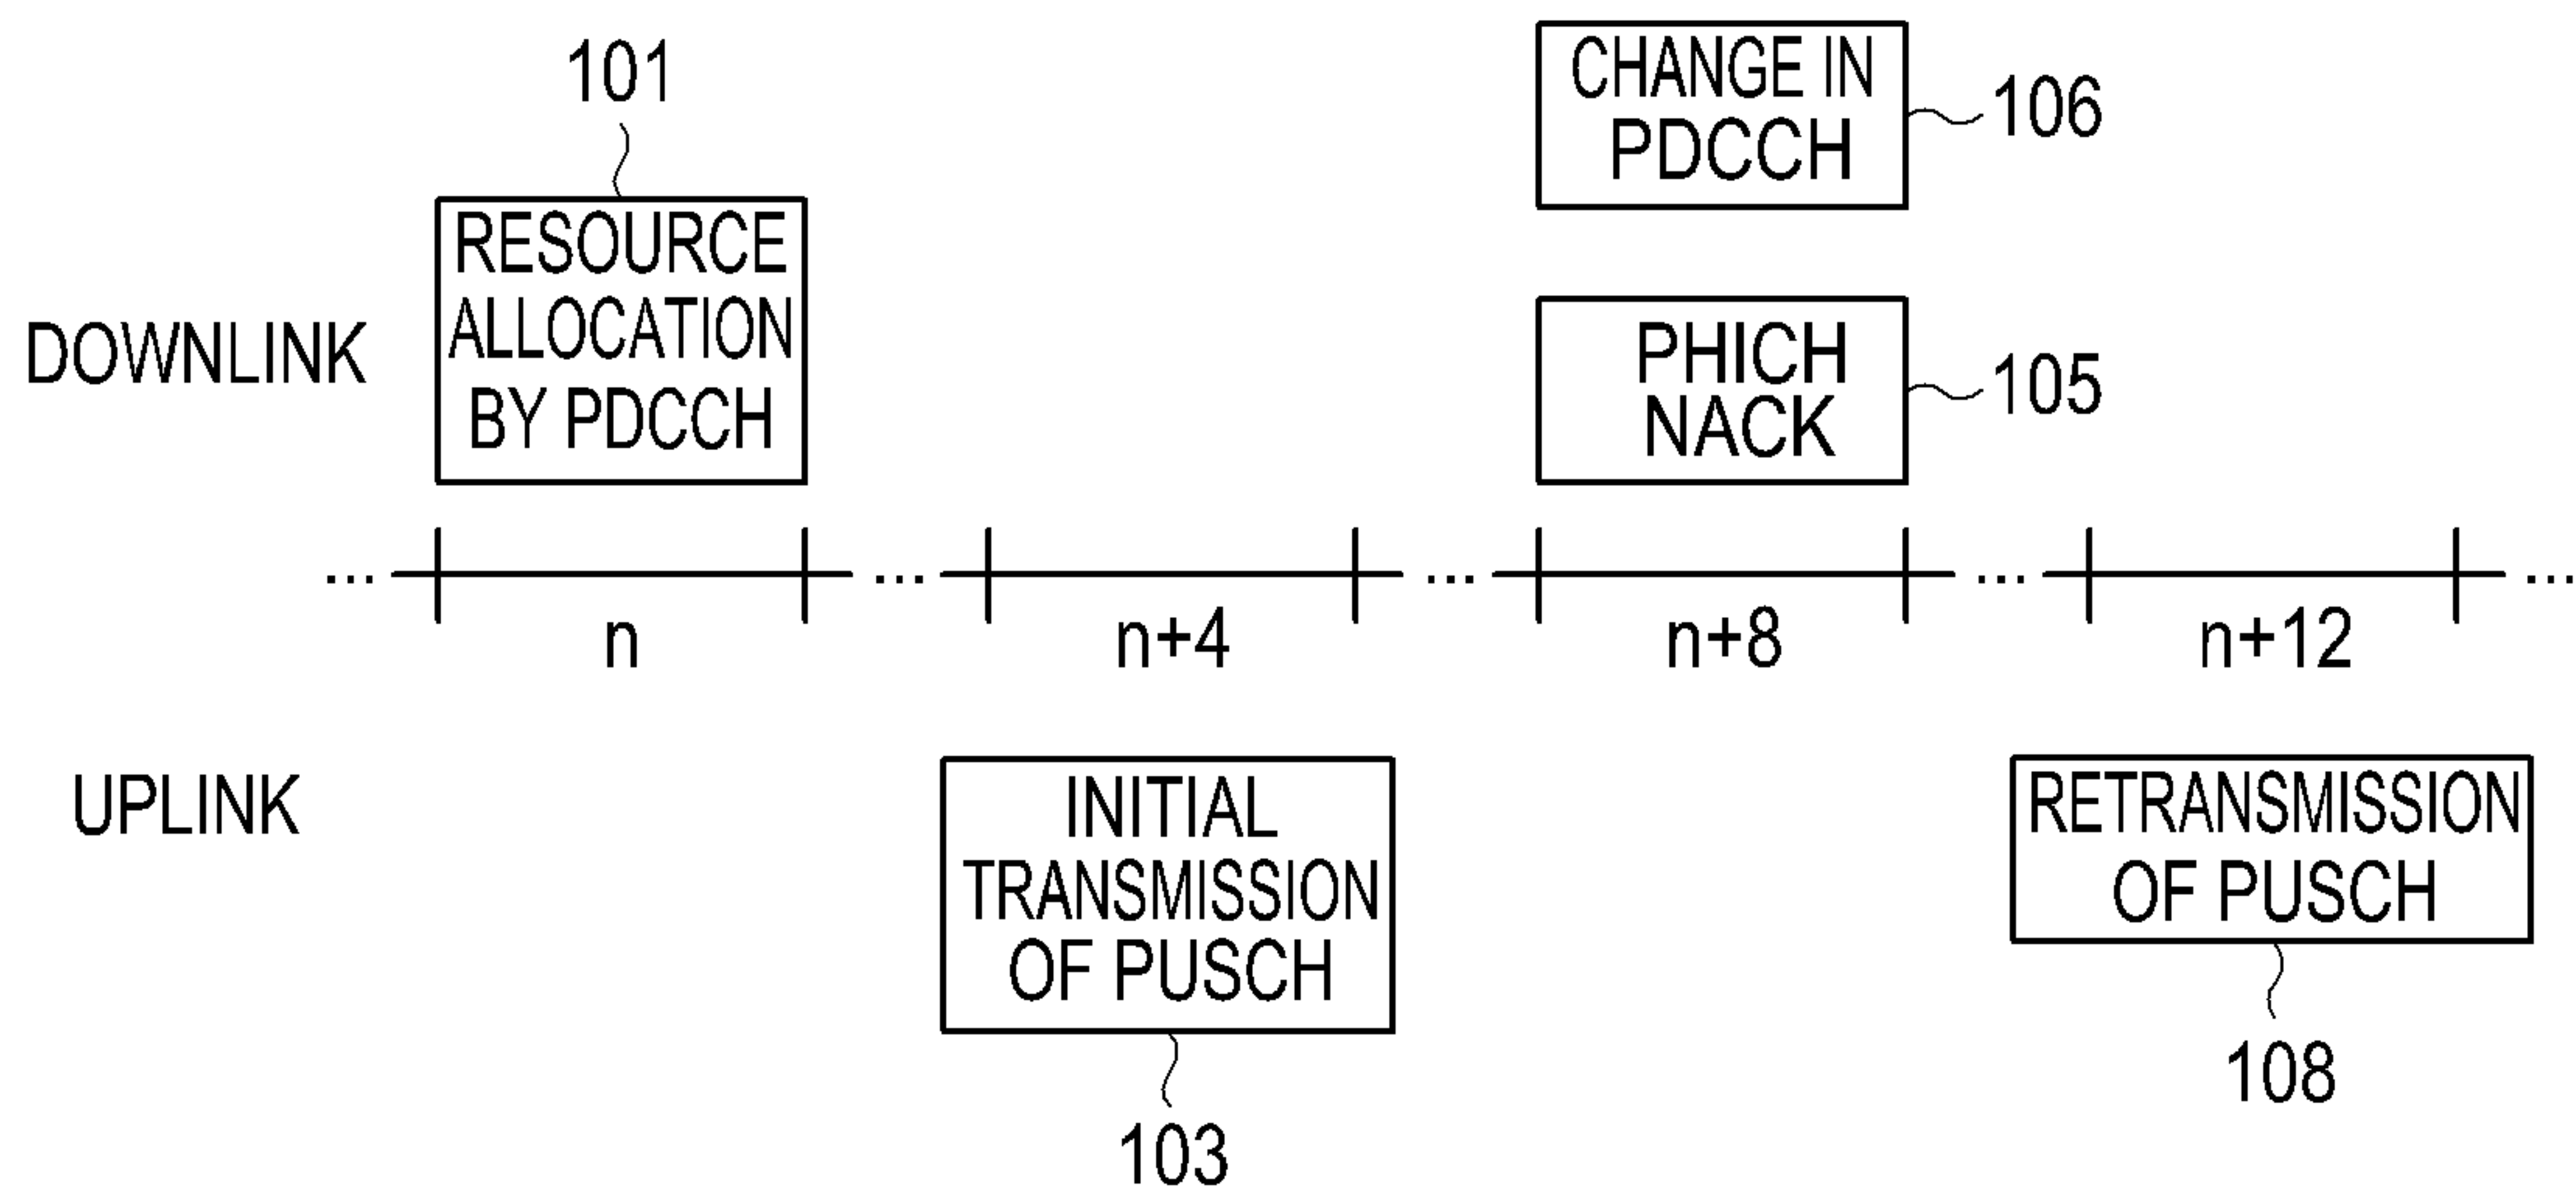 101
RESOURCE
ALLOCATION
BY PDCCH
CHANGE IN
PDCCH
106
DOWNLINK
PHICH
NACK
105
... n ... n+4 ... n+8 ... n+12 ...
UPLINK
INITIAL
TRANSMISSION
OF PUSCH
103
RETRANSMISSION
OF PUSCH
108